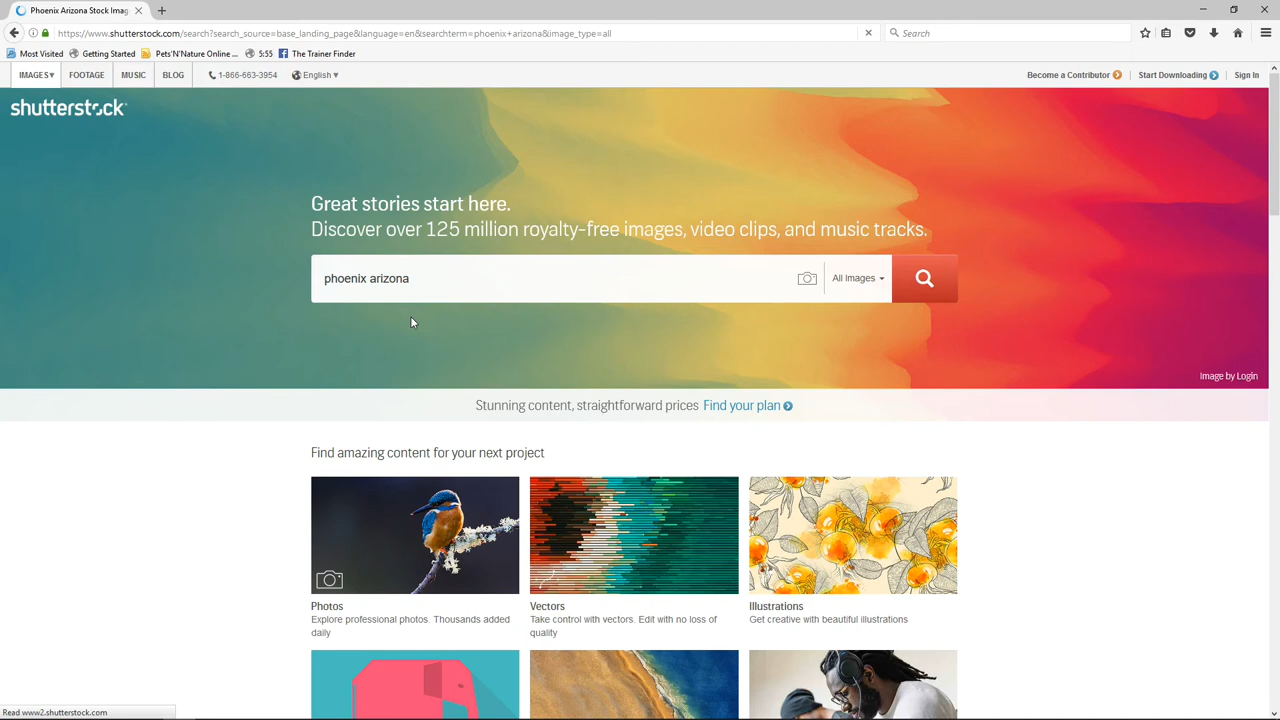 Phoenix Arizona Stock Imag
https://www.shutterstock.com/search?search_source=base_landing_page&language=en&searchterm=phoenix+arizona&image_type=all
Search
Most Visited Getting Started Pets'N'Nature Online ... 5:55 The Trainer Finder
IMAGES FOOTAGE MUSIC BLOG 1-866-663-3954 English Become a Contributor Start Downloading Sign In
shutterstock
Great stories start here.
Discover over 125 million royalty-free images, video clips, and music tracks.
phoenix arizona All Images
Image by Login
Stunning content, straightforward prices Find your plan
Find amazing content for your next project
Photos
Explore professional photos. Thousands added
daily
Vectors
Take control with vectors. Edit with no loss of
quality
Illustrations
Get creative with beautiful illustrations
Read www2.shutterstock.com